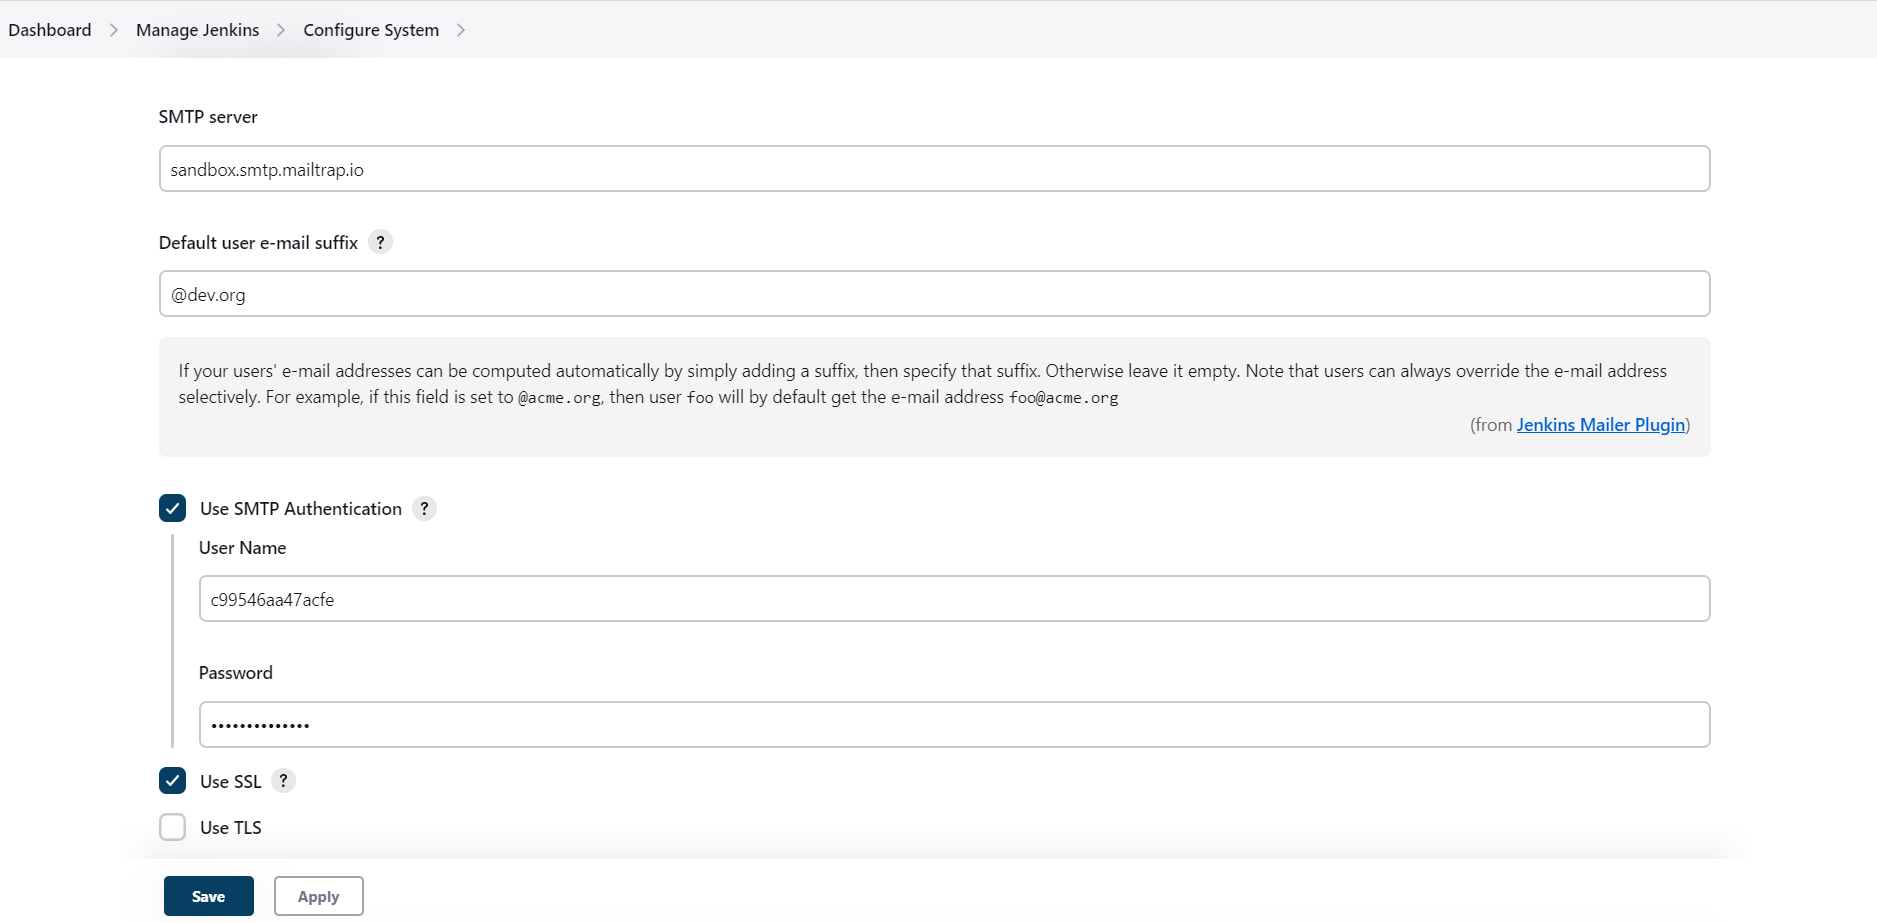 Dashboard > Manage Jenkins > Configure System >
SMTP server
sandbox.smtp.mailtrap.io
Default user e-mail suffix ?
@dev.org
If your users' e-mail addresses can be computed automatically by simply adding a suffix, then specify that suffix. Otherwise leave it empty. Note that users can always override the e-mail address
selectively. For example, if this field is set to @acme.org, then user foo will by default get the e-mail address foo@acme.org
(from Jenkins Mailer Plugin)
Use SMTP Authentication ?
User Name
c99546aa47acfe
Password
••••••••••••••
Use SSL ?
Use TLS
Save Apply